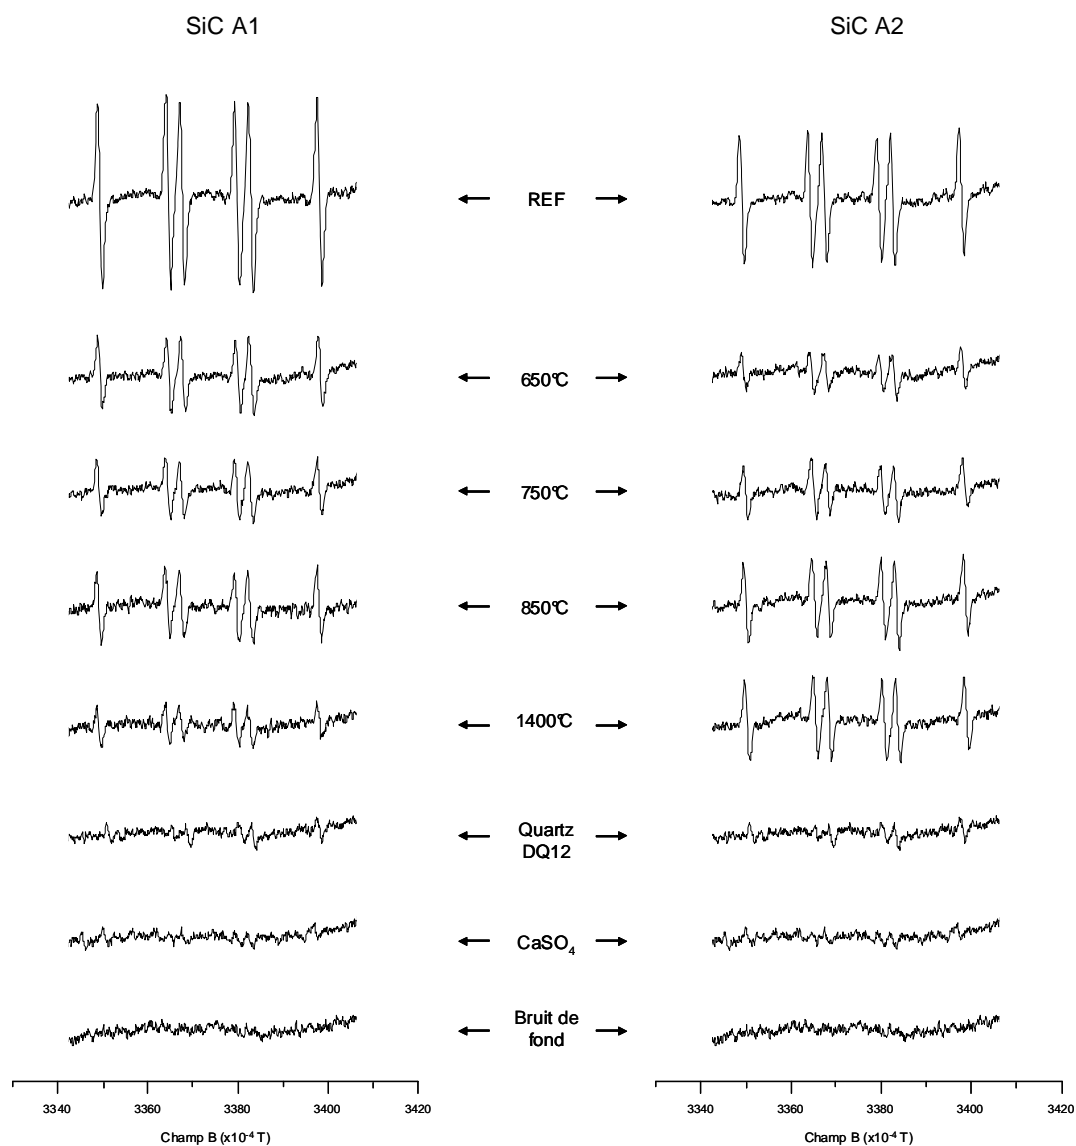 SiC A1
SiC A2
REF
650°C
750°C
850°C
1400°C
Quartz
DQ12
CaSO₄
Bruit de
fond
3340 3360 3380 3400 3420
3340 3360 3380 3400 3420
Champ B (x10⁻⁴ T)
Champ B (x10⁻⁴ T)